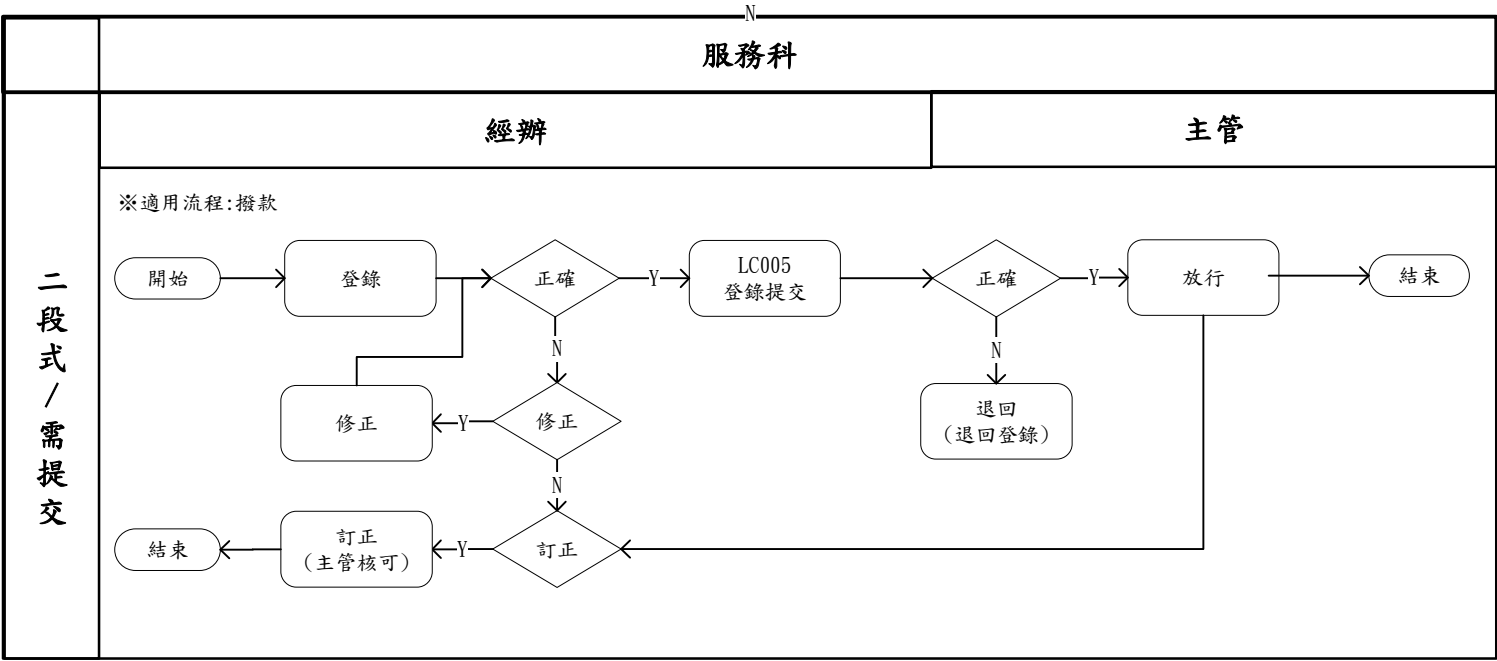 N
服務科
經辦
主管
二段式/需提交
※適用流程:撥款
開始
登錄
正確
Y
LC005
登錄提交
正確
Y
放行
結束
N
N
修正
Y
修正
退回
(退回登錄)
N
結束
訂正
(主管核可)
Y
訂正